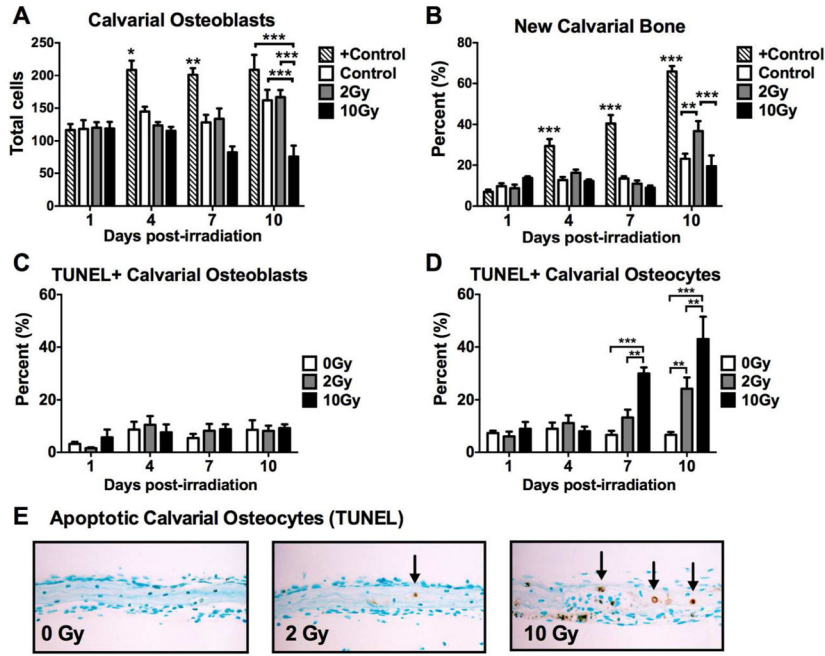 A
Calvarial Osteoblasts
Total cells
250
200
150
100
50
0
* ** *** *** ***
+Control
Control
2Gy
10Gy
1 4 7 10
Days post-irradiation
B
New Calvarial Bone
Percent (%)
80
60
40
20
0
*** *** *** ** ***
+Control
Control
2Gy
10Gy
1 4 7 10
Days post-irradiation
C
TUNEL+ Calvarial Osteoblasts
Percent (%)
60
40
20
0
0Gy
2Gy
10Gy
1 4 7 10
Days post-irradiation
D
TUNEL+ Calvarial Osteocytes
Percent (%)
60
40
20
0
*** ** ** *** **
0Gy
2Gy
10Gy
1 4 7 10
Days post-irradiation
E Apoptotic Calvarial Osteocytes (TUNEL)
0 Gy
2 Gy
10 Gy